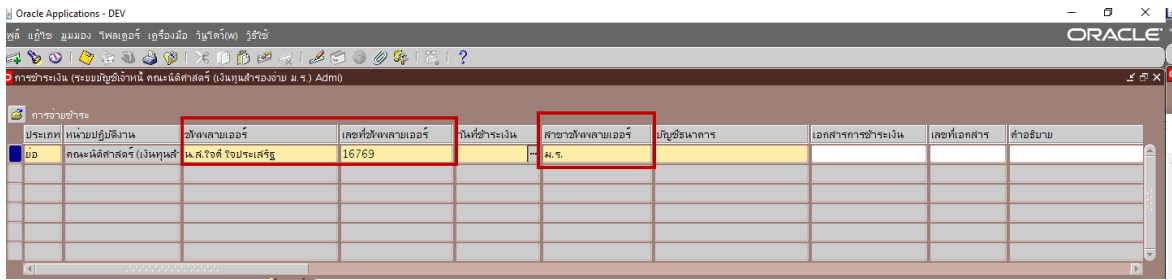 Oracle Applications - DEV
ฟล์ แก้ไข มุมมอง โฟลเดอร์ เครื่องมือ วินโดว์(w) วิธีใช้
ORACLE
การชำระเงิน (ระบบบัญชีเจ้าหนี้ คณะนิติศาสตร์ (เงินทุนสำรองจ่าย ม.ร.) Admi)
การจ่ายชำระ
ประเภท หน่วยปฏิบัติงาน ซัพพลายเออร์ เลขที่ซัพพลายเออร์ วันที่ชำระเงิน สาขาซัพพลายเออร์ บัญชีธนาคาร เอกสารการชำระเงิน เลขที่เอกสาร คำอธิบาย
ย่อ คณะนิติศาสตร์ (เงินทุนสำ น.ส.ใจดี ใจประเสริฐ 16769 ... ม.ร.